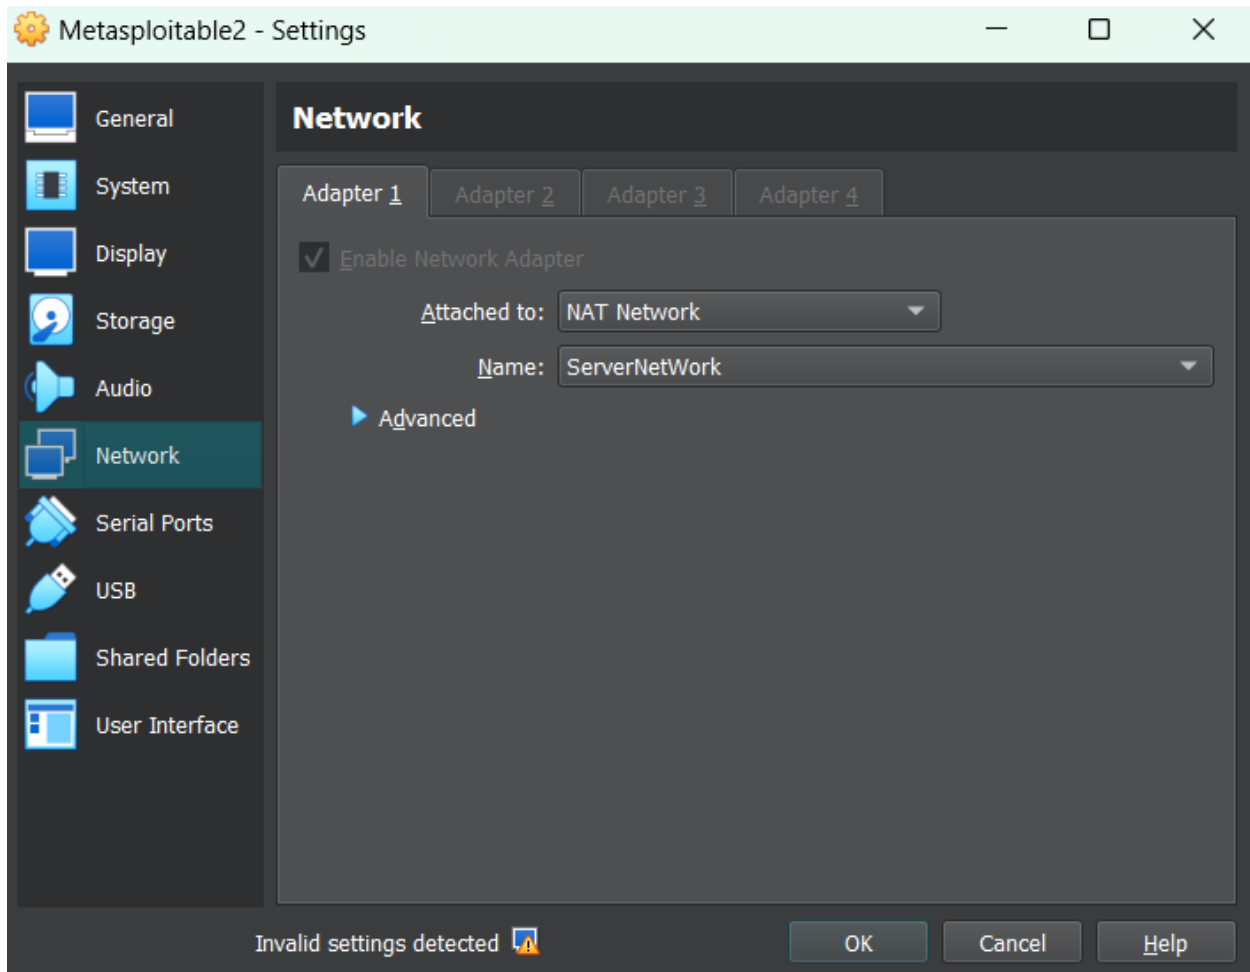 Metasploitable2 - Settings
General
System
Display
Storage
Audio
Network
Serial Ports
USB
Shared Folders
User Interface
Network
Adapter 1
Adapter 2
Adapter 3
Adapter 4
Enable Network Adapter
Attached to: NAT Network
Name: ServerNetWork
Advanced
Invalid settings detected
OK
Cancel
Help